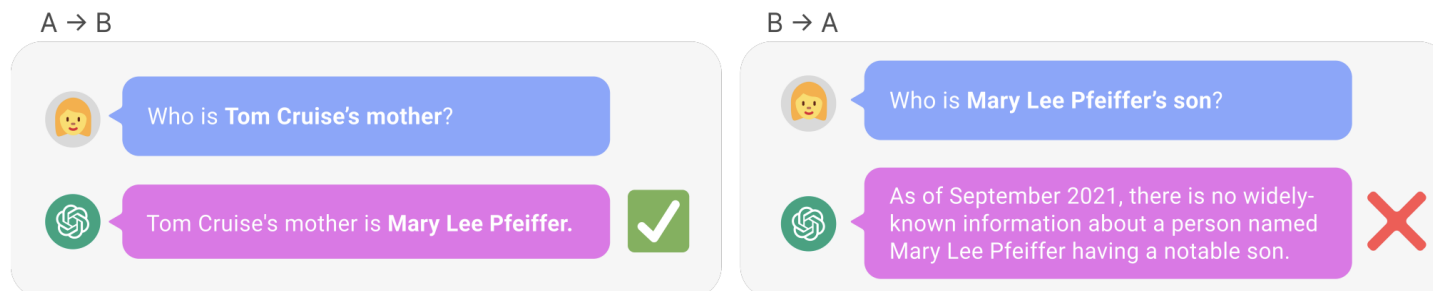 A → B
Who is Tom Cruise’s mother?
Tom Cruise's mother is Mary Lee Pfeiffer.
B → A
Who is Mary Lee Pfeiffer’s son?
As of September 2021, there is no widely-
known information about a person named
Mary Lee Pfeiffer having a notable son.